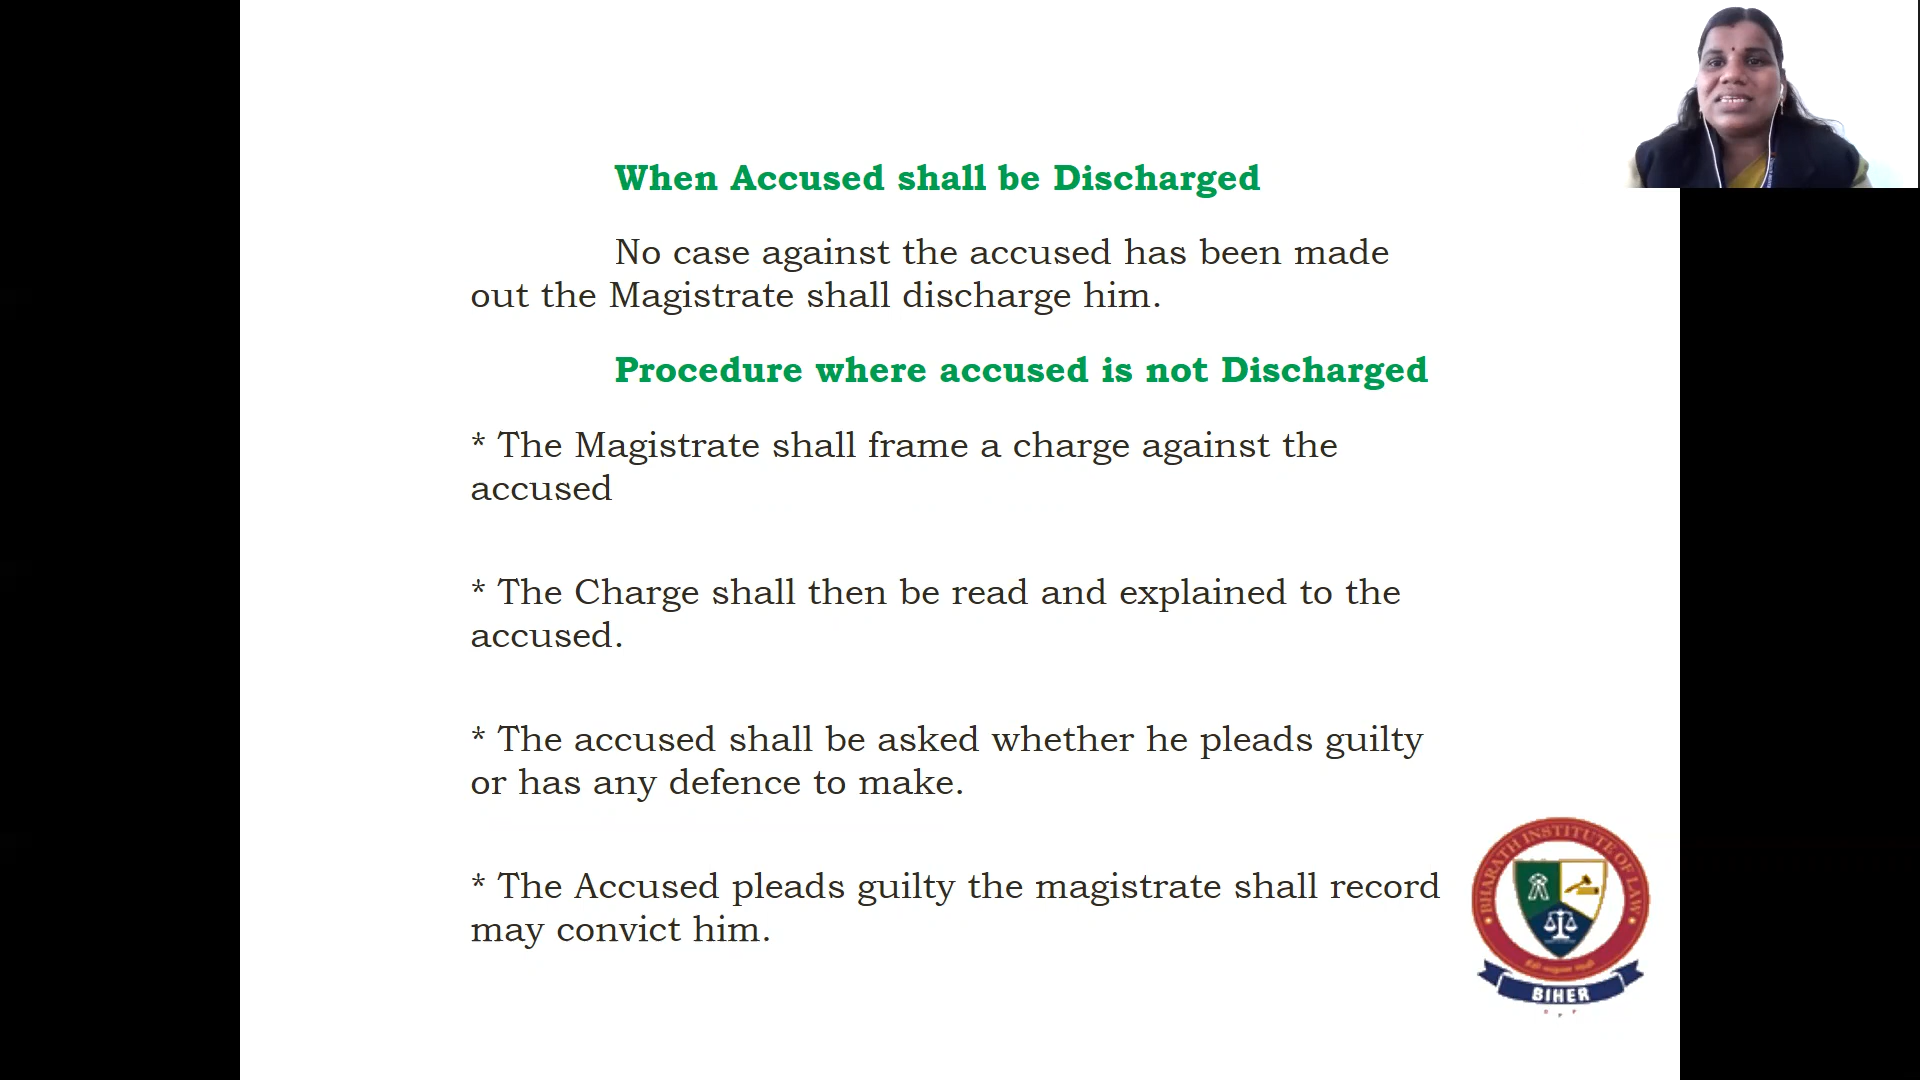 When Accused shall be Discharged
No case against the accused has been made
out the Magistrate shall discharge him.
Procedure where accused is not Discharged
* The Magistrate shall frame a charge against the
accused
* The Charge shall then be read and explained to the
accused.
* The accused shall be asked whether he pleads guilty
or has any defence to make.
* The Accused pleads guilty the magistrate shall record
may convict him.
BHARATH INSTITUTE OF LAW
BIHER